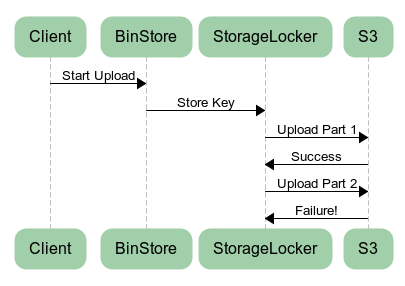 Client BinStore StorageLocker S3
Start Upload
Store Key
Upload Part 1
Success
Upload Part 2
Failure!
Client BinStore StorageLocker S3